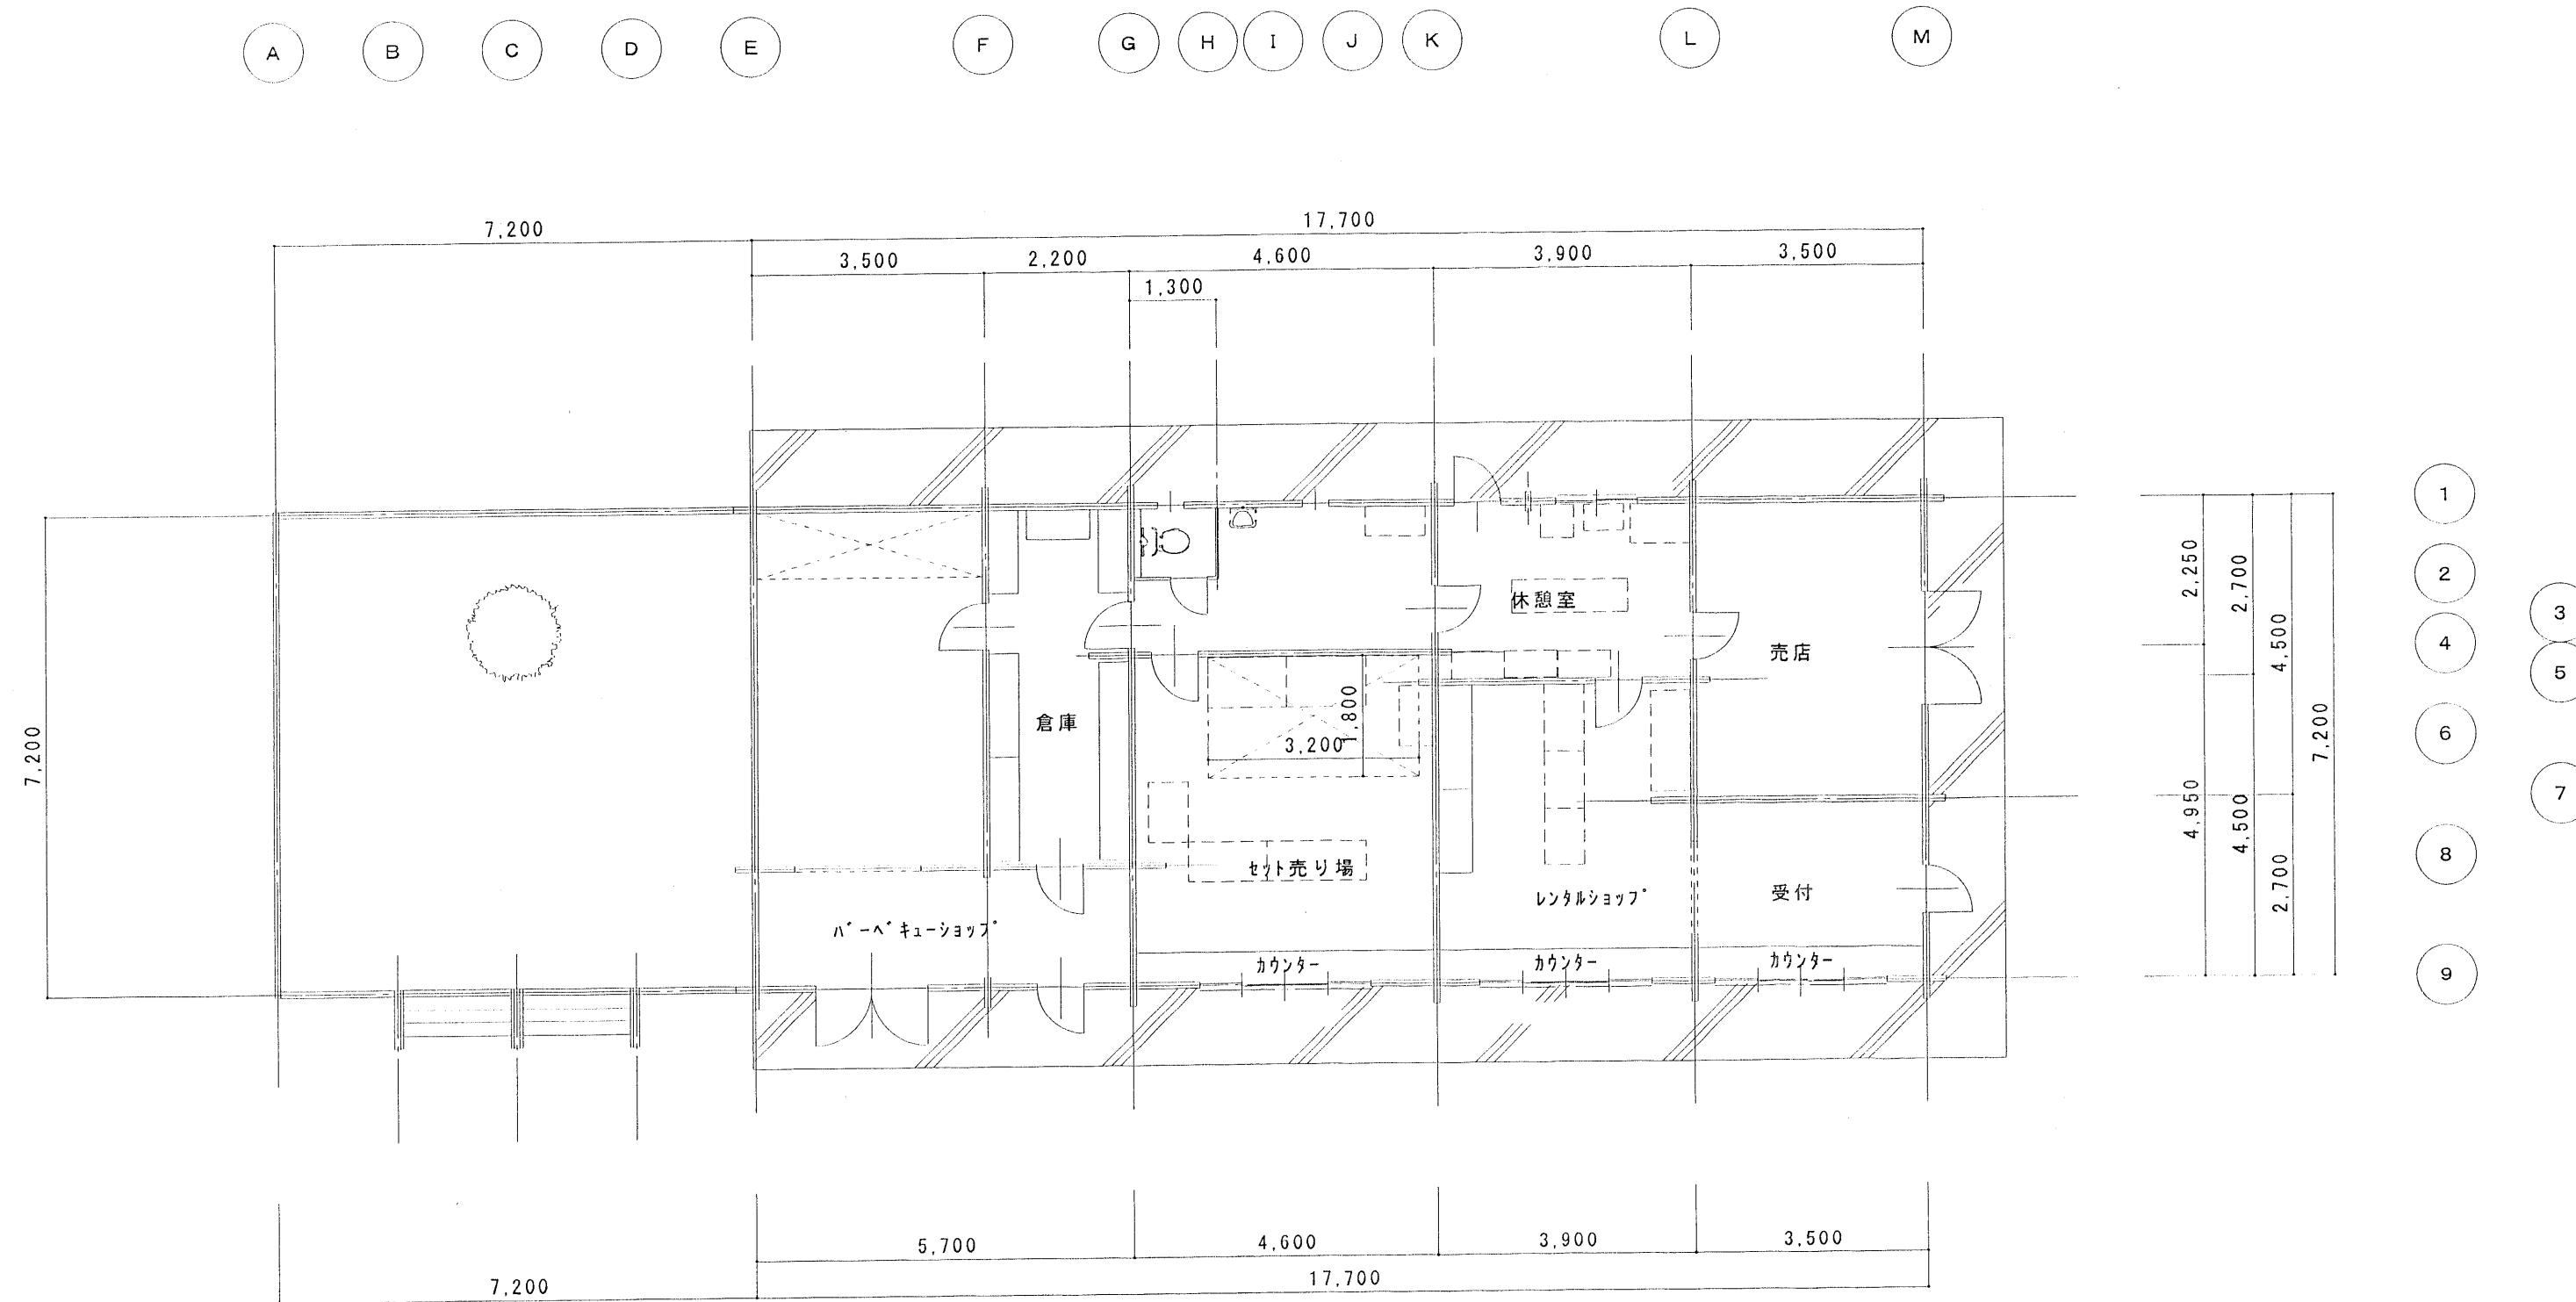 A B C D E F G H I J K L M
7,200 17,700
3,500 2,200 4,600 3,900 3,500
1,300
1
2,250 2,700
2
3
休憩室
4
4,500
売店
5
倉庫
1,800
6
7,200
3,200
7,200
7
4,950 4,500
8
セット売り場
2,700
レンタルショップ
受付
バーベキューショップ
カウンター カウンター カウンター
9
5,700 4,600 3,900 3,500
7,200 17,700